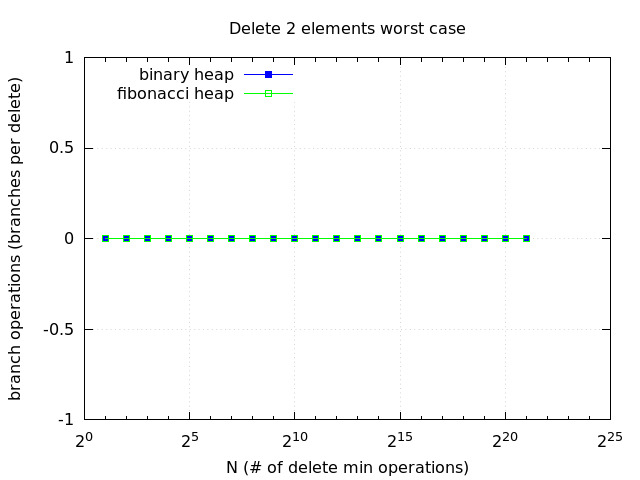 Delete 2 elements worst case
branch operations (branches per delete)
1
0.5
0
-0.5
-1
binary heap
fibonacci heap
2^0 2^5 2^10 2^15 2^20 2^25
N (# of delete min operations)